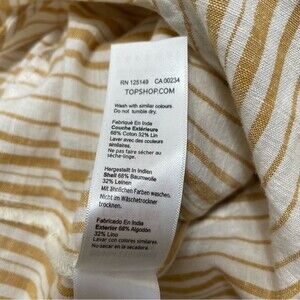 RN 125149 CA 00234
TOPSHOP.COM
Wash with similar colours
Do not tumble dry.
Fabriqué En Inde
Couche Extérieure
68% Coton 32% Lin
Laver avec des couleurs
similaires.
Ne pas faire sécher au
sèche-linge.
Hergestellt In Indien
Shell 68% Baumwolle
32% Leinen
Mit ähnlichen Farben waschen.
Nicht im Wäschetrockner
trocknen.
Fabricado En India
Exterior 68% Algodón
32% Lino
Lavar con colores similares.
No secar en la secadora.